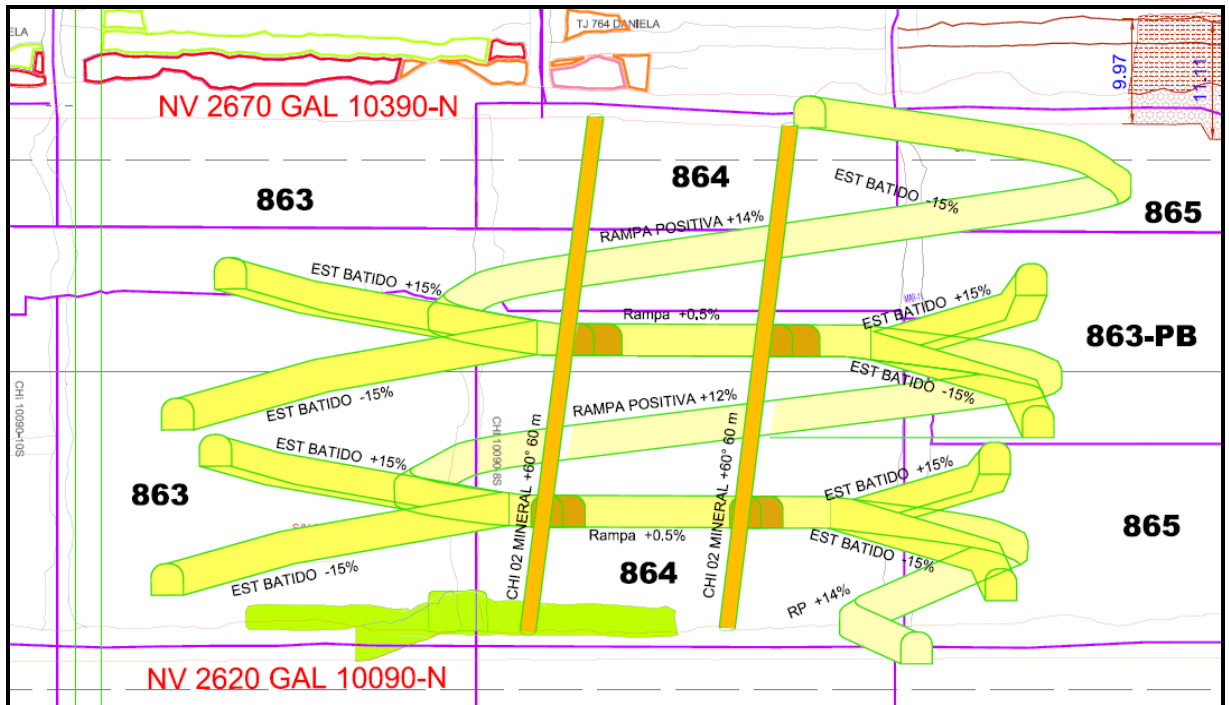 ELA
TJ 764 DANIELA
9.97
11.11
NV 2670 GAL 10390-N
863
864
865
EST BATIDO -15%
RAMPA POSITIVA +14%
EST BATIDO +15%
Rampa +0.5%
EST BATIDO +15%
863-PB
EST BATIDO -15%
EST BATIDO -15%
RAMPA POSITIVA +12%
CHI 10090-10S
CHI 10090-8S
EST BATIDO +15%
CHI 02 MINERAL +60° 60 m
CHI 02 MINERAL +60° 60 m
EST BATIDO +15%
863
865
Rampa +0.5%
EST BATIDO -15%
864
EST BATIDO -15%
RP +14%
NV 2620 GAL 10090-N